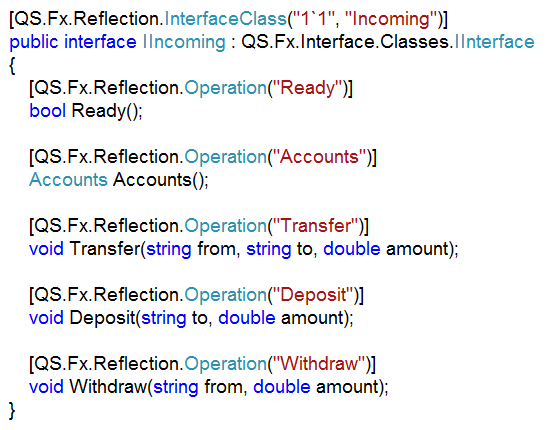 [QS.Fx.Reflection.InterfaceClass("1`1", "Incoming")]
public interface IIncoming : QS.Fx.Interface.Classes.IInterface
{
[QS.Fx.Reflection.Operation("Ready")]
bool Ready();
[QS.Fx.Reflection.Operation("Accounts")]
Accounts Accounts();
[QS.Fx.Reflection.Operation("Transfer")]
void Transfer(string from, string to, double amount);
[QS.Fx.Reflection.Operation("Deposit")]
void Deposit(string to, double amount);
[QS.Fx.Reflection.Operation("Withdraw")]
void Withdraw(string from, double amount);
}